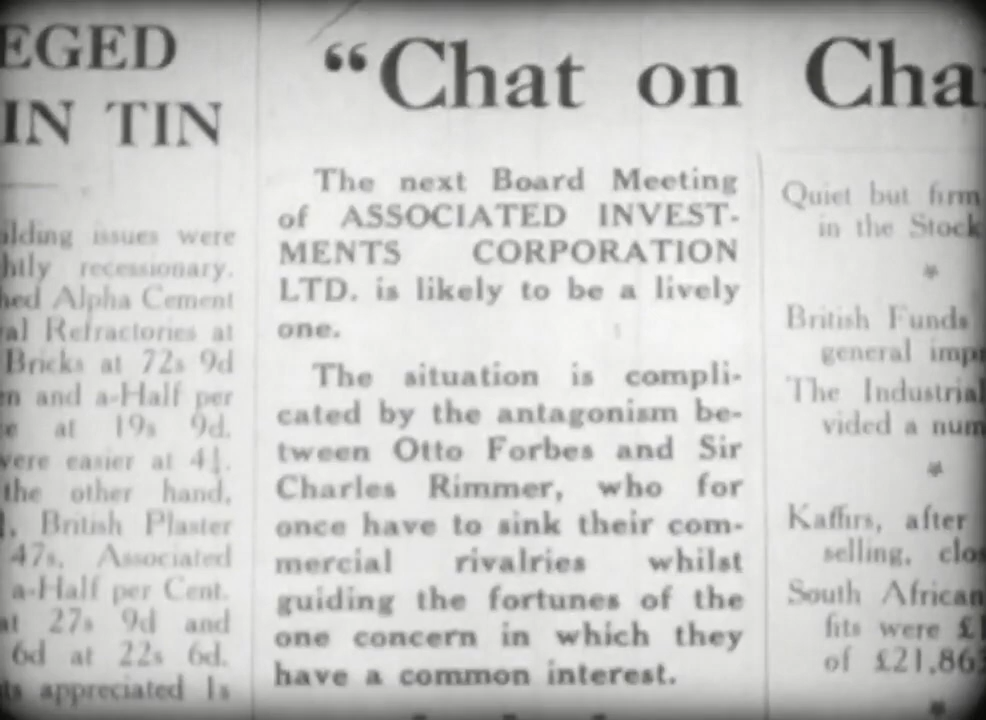 EGED
IN TIN
ilding issues were
htly recessionary.
hed Alpha Cement
al Refractories at
Bricks at 72s 9d
n and a-Half per
e at 19s 9d.
were easier at 4¼.
the other hand,
British Plaster
47s, Associated
a-Half per Cent.
at 27s 9d and
6d at 22s 6d.
ts appreciated 1s
“Chat on Cha
The next Board Meeting
of ASSOCIATED INVEST-
MENTS CORPORATION
LTD. is likely to be a lively
one.
The situation is compli-
cated by the antagonism be-
tween Otto Forbes and Sir
Charles Rimmer, who for
once have to sink their com-
mercial rivalries whilst
guiding the fortunes of the
one concern in which they
have a common interest.
Quiet but firm
in the Stock
*
British Funds
general impr
The Industrial
vided a num
*
Kaffirs, after
selling, clos
South African
fits were £1
of £21,863
*